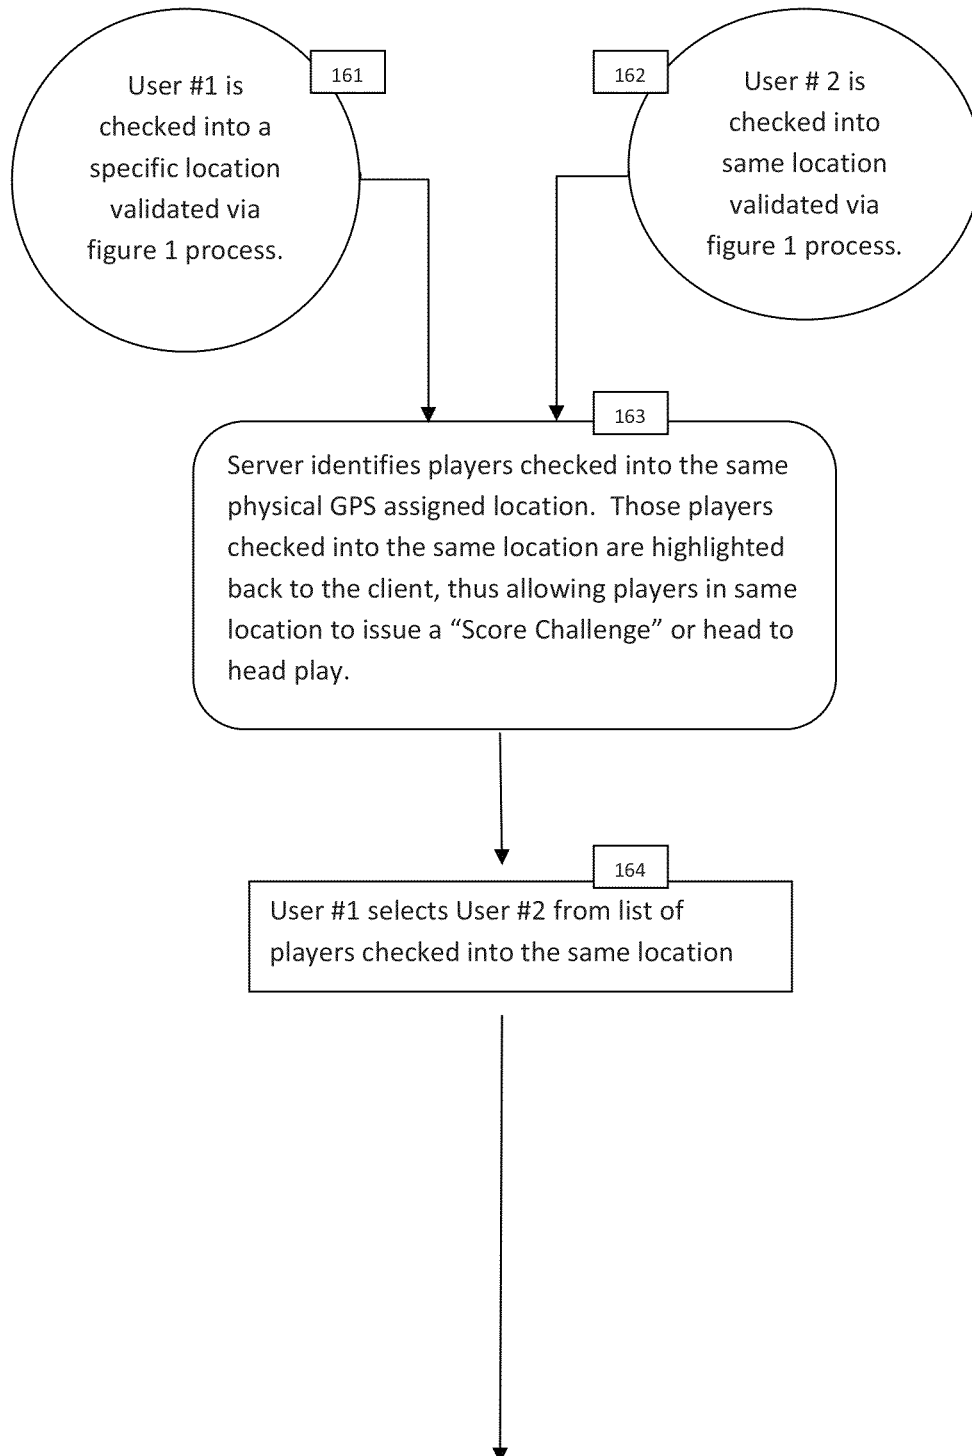 161
User #1 is
checked into a
specific location
validated via
figure 1 process.
162
User # 2 is
checked into
same location
validated via
figure 1 process.
163
Server identifies players checked into the same
physical GPS assigned location.  Those players
checked into the same location are highlighted
back to the client, thus allowing players in same
location to issue a “Score Challenge” or head to
head play.
164
User #1 selects User #2 from list of
players checked into the same location